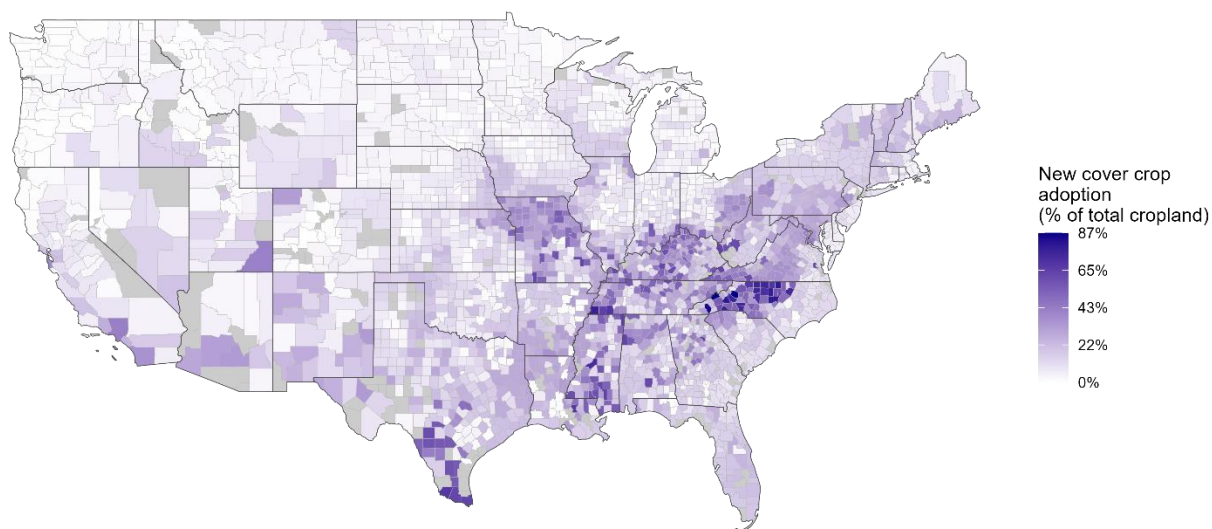 New cover crop
adoption
(% of total cropland)
87%
65%
43%
22%
0%